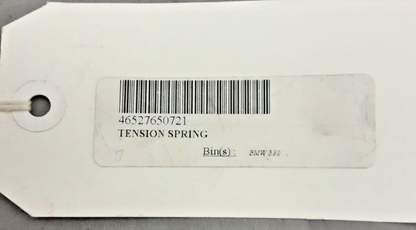 46527650721
TENSION SPRING
Bin(s):